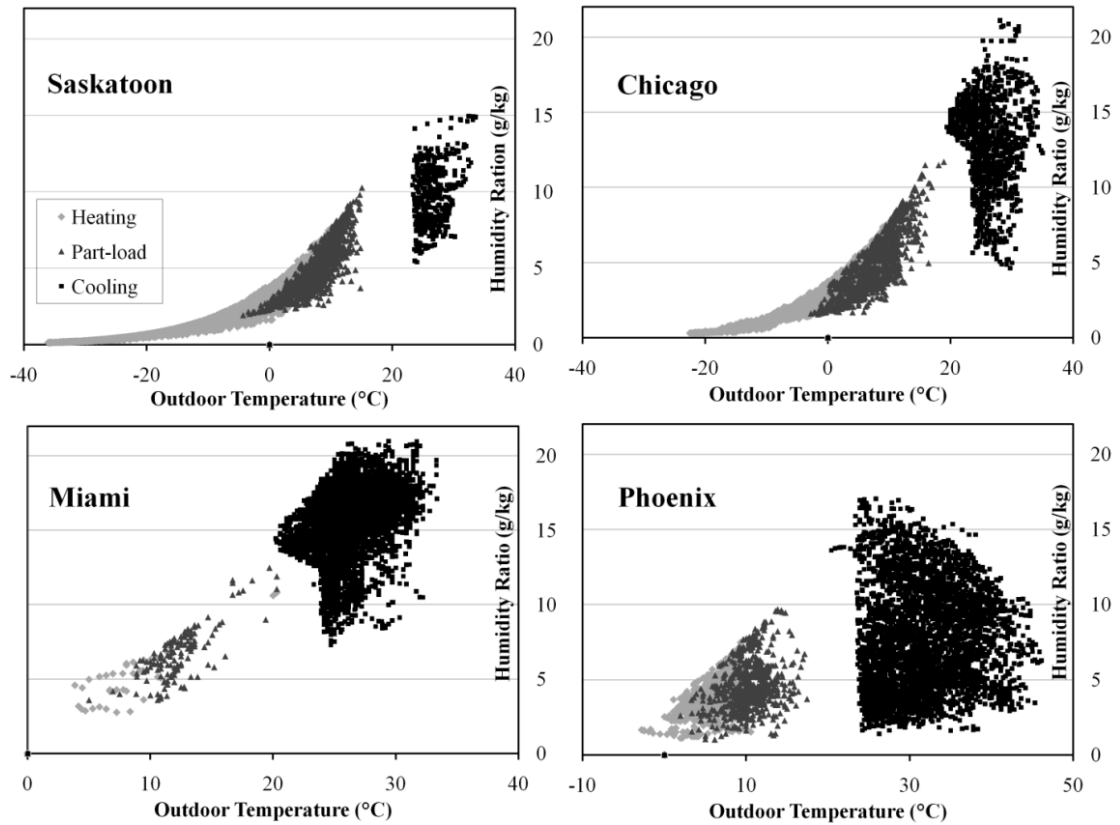 Saskatoon
Heating
Part-load
Cooling
20
15
10
5
0
Humidity Ration (g/kg)
-40
-20
0
20
40
Outdoor Temperature (°C)
Chicago
20
15
10
5
0
Humidity Ratio (g/kg)
-40
-20
0
20
40
Outdoor Temperature (°C)
Miami
20
15
10
5
0
Humidity Ratio (g/kg)
0
10
20
30
40
Outdoor Temperature (°C)
Phoenix
20
15
10
5
0
Humidity Ratio (g/kg)
-10
10
30
50
Outdoor Temperature (°C)